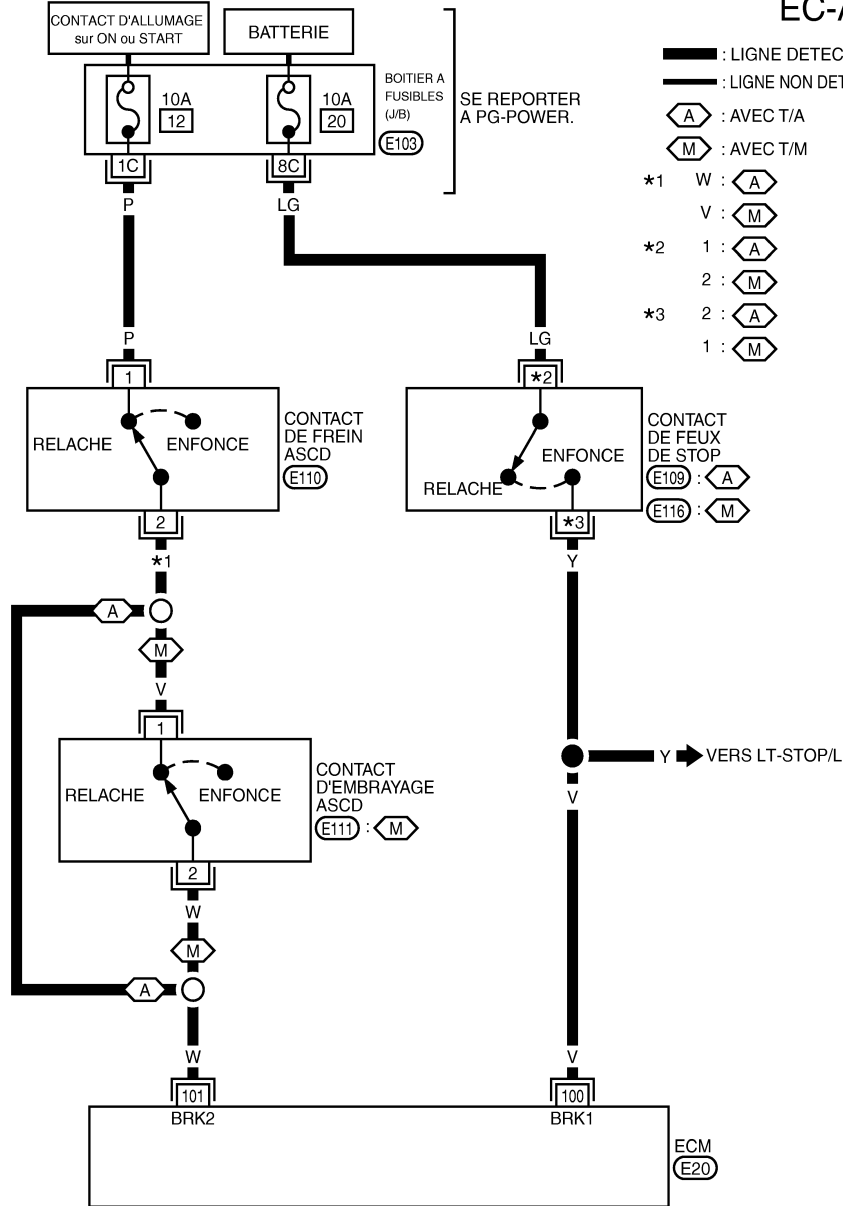 EC-A
CONTACT D'ALLUMAGE
sur ON ou START
BATTERIE
: LIGNE DETEC
: LIGNE NON DET
A : AVEC T/A
M : AVEC T/M
*1 W : A
V : M
*2 1 : A
2 : M
*3 2 : A
1 : M
10A
12
10A
20
BOITIER A
FUSIBLES
(J/B)
E103
SE REPORTER
A PG-POWER.
1C
8C
P
LG
P
LG
1
*2
RELACHE
ENFONCE
CONTACT
DE FREIN
ASCD
E110
ENFONCE
RELACHE
CONTACT
DE FEUX
DE STOP
E109 : A
E116 : M
2
*3
*1
Y
A
M
V
1
RELACHE
ENFONCE
CONTACT
D'EMBRAYAGE
ASCD
E111 : M
Y
VERS LT-STOP/L
V
2
W
M
A
W
V
101
100
BRK2
BRK1
ECM
E20